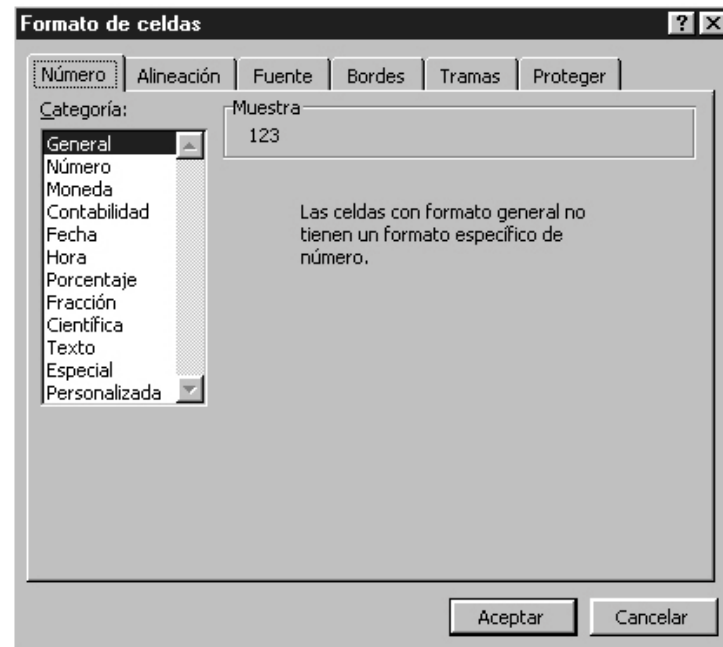 Formato de celdas
Número Alineación Fuente Bordes Tramas Proteger
Categoría:
General
Número
Moneda
Contabilidad
Fecha
Hora
Porcentaje
Fracción
Científica
Texto
Especial
Personalizada
Muestra
123
Las celdas con formato general no
tienen un formato específico de
número.
Aceptar Cancelar